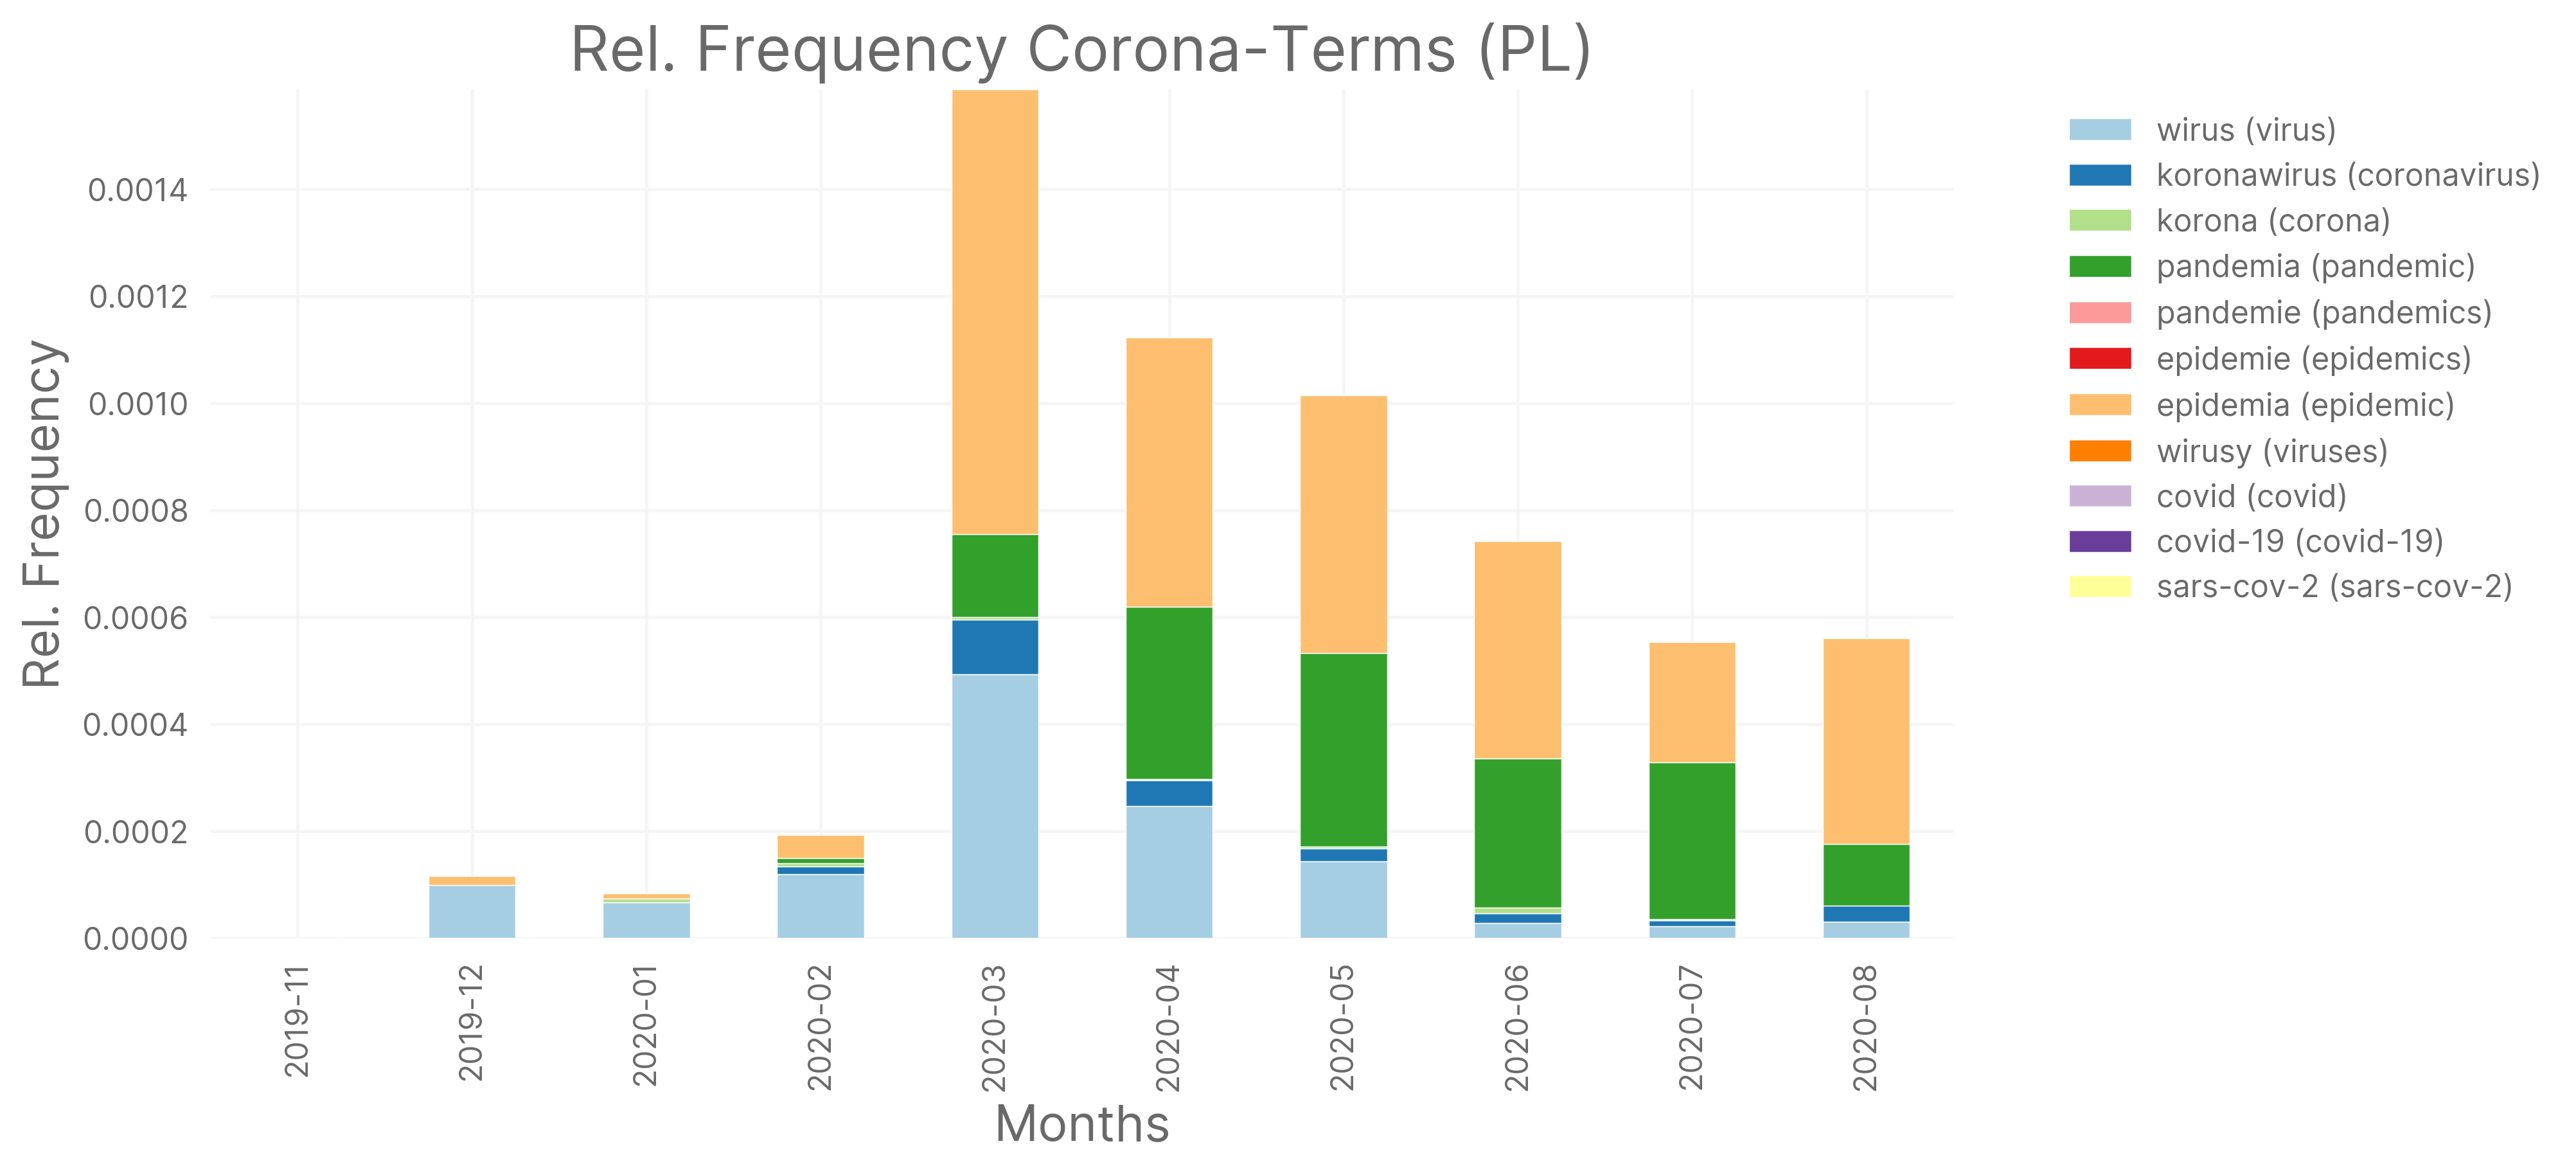 Rel. Frequency Corona-Terms (PL)
Rel. Frequency
0.0014
0.0012
0.0010
0.0008
0.0006
0.0004
0.0002
0.0000
2019-11
2019-12
2020-01
2020-02
2020-03
2020-04
2020-05
2020-06
2020-07
2020-08
Months
wirus (virus)
koronawirus (coronavirus)
korona (corona)
pandemia (pandemic)
pandemie (pandemics)
epidemie (epidemics)
epidemia (epidemic)
wirusy (viruses)
covid (covid)
covid-19 (covid-19)
sars-cov-2 (sars-cov-2)